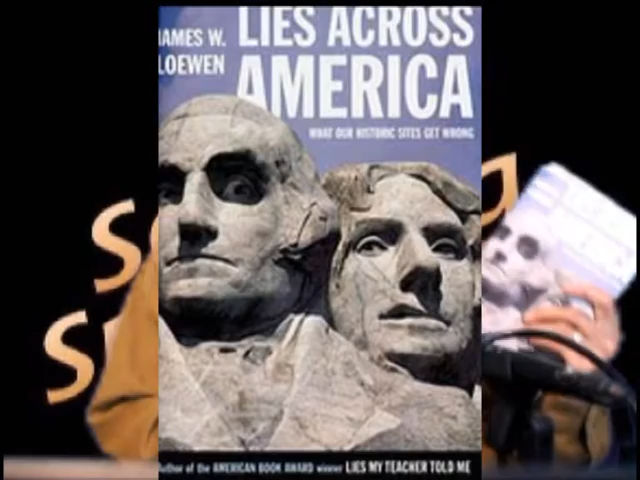 LIES ACROSS
JAMES W.
LOEWEN
AMERICA
WHAT OUR HISTORIC SITES GET WRONG
Author of the AMERICAN BOOK AWARD winner LIES MY TEACHER TOLD ME